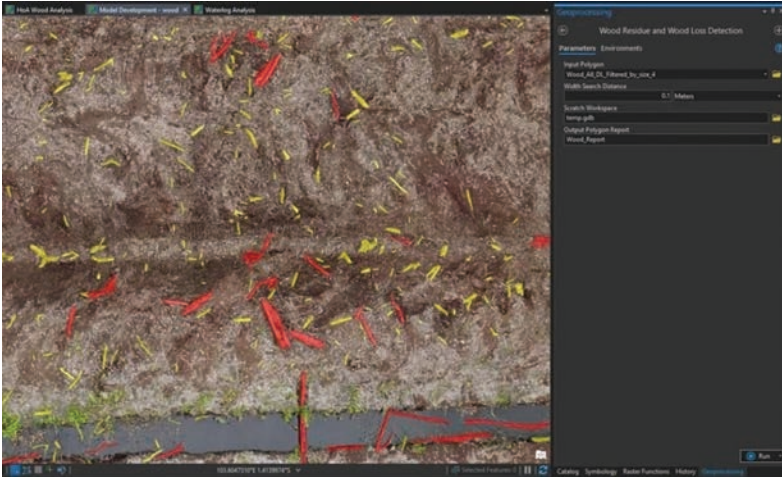 HoA Wood Analysis
Model Development - wood
Waterlog Analysis
Geoprocessing
Wood Residue and Wood Loss Detection
Parameters Environments
Input Polygon
Wood_All_DL_Filtered_by_size_4
Width Search Distance
0.1 Meters
Scratch Workspace
temp.gdb
Output Polygon Report
Wood_Report
Run
Selected Features: 0
Catalog Symbology Raster Functions History Geoprocessing